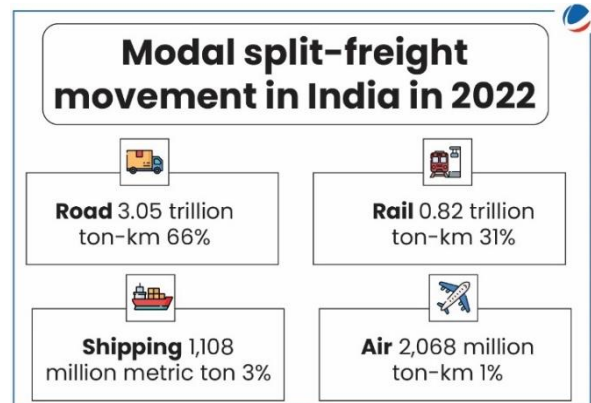 Modal split-freight
movement in India in 2022
Road 3.05 trillion
ton-km 66%
Rail 0.82 trillion
ton-km 31%
Shipping 1,108
million metric ton 3%
Air 2,068 million
ton-km 1%